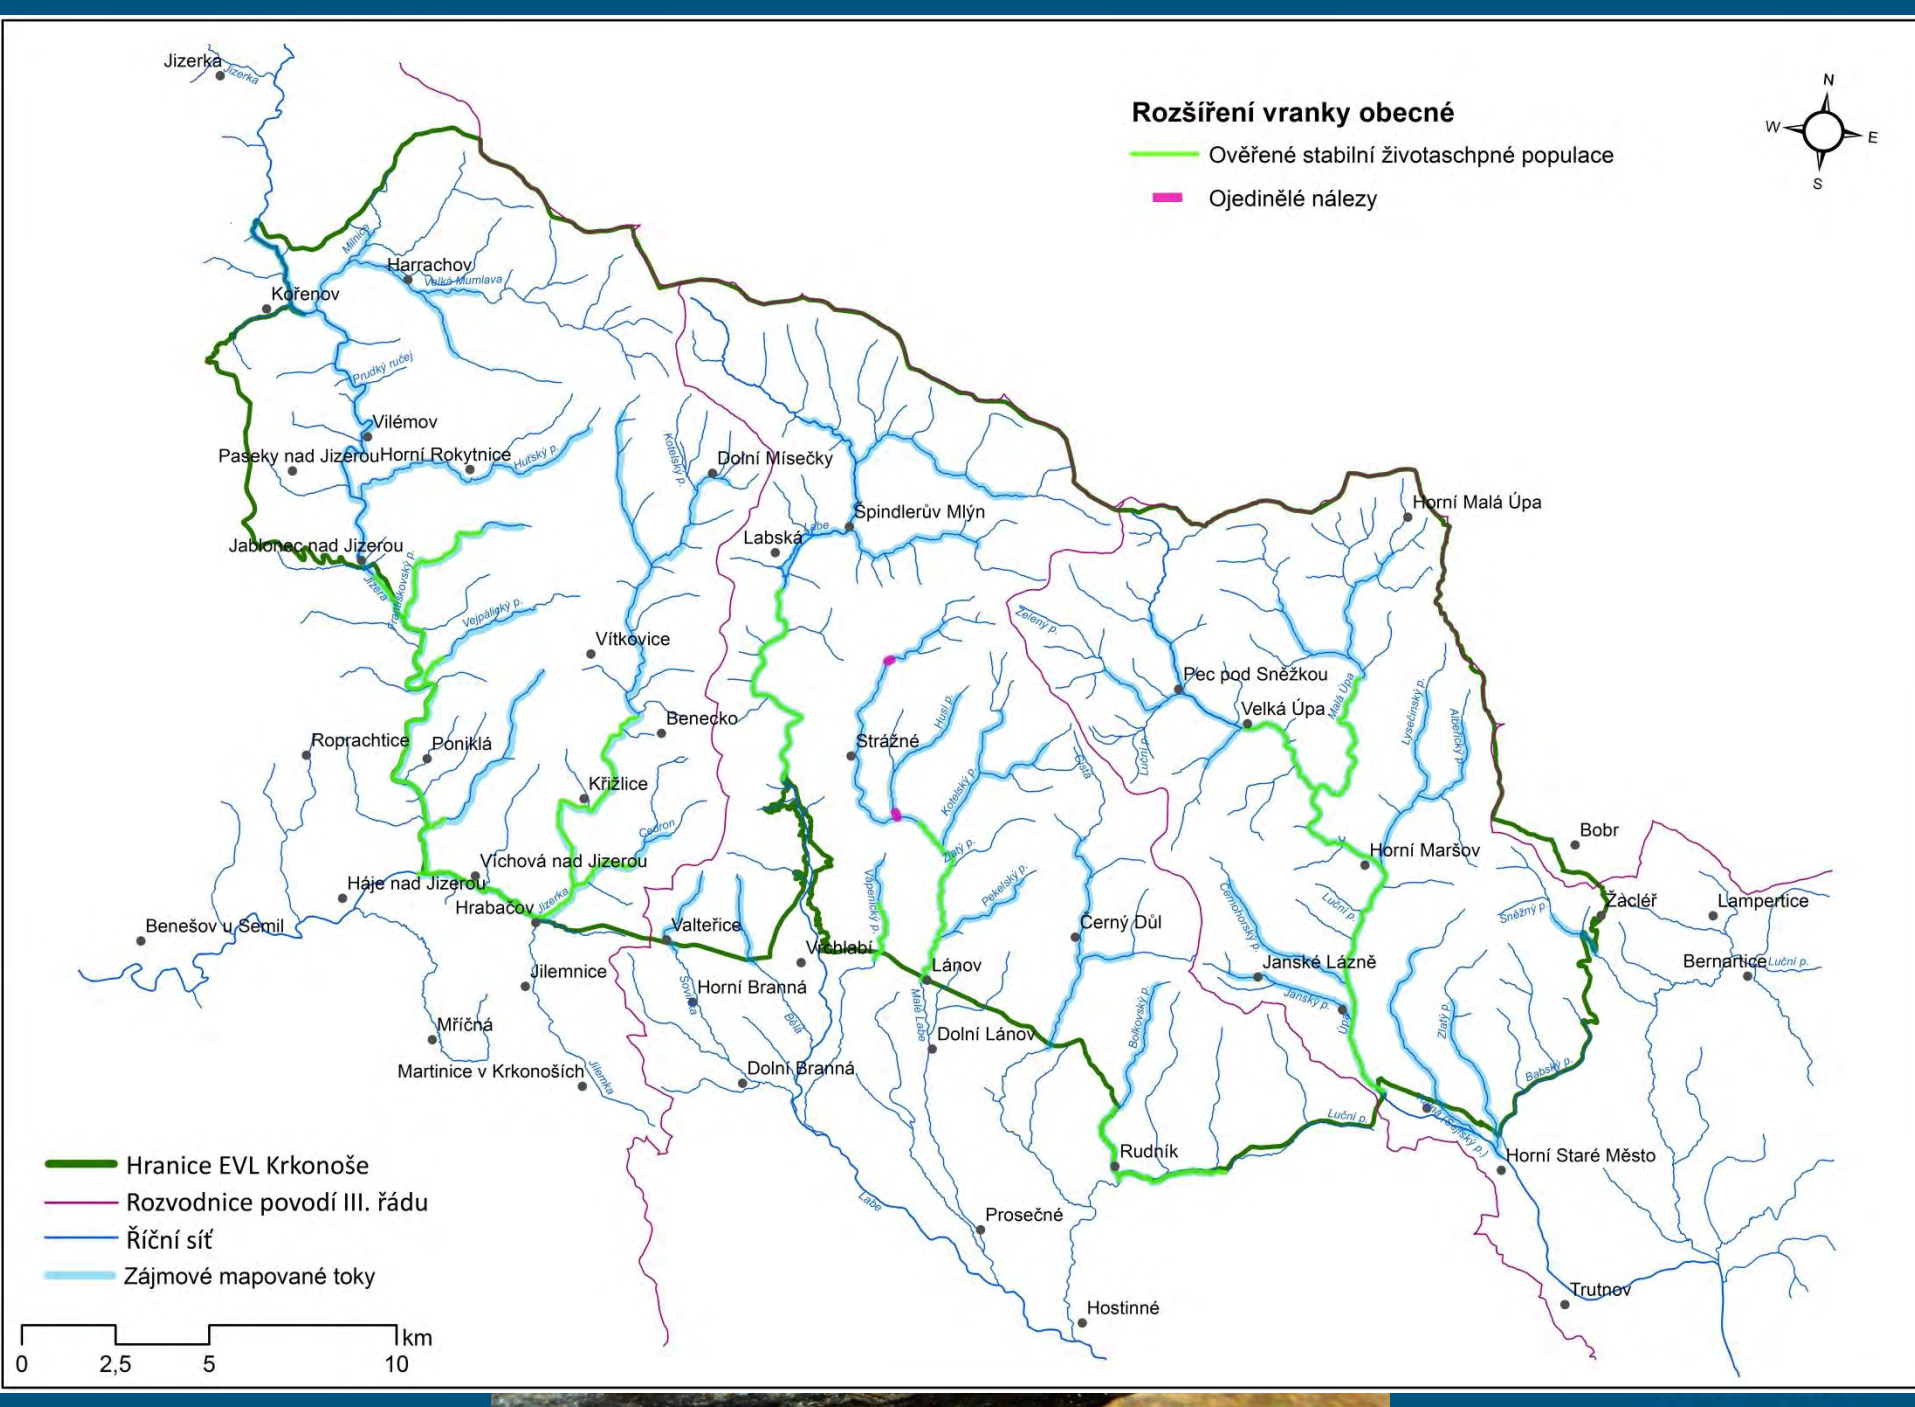 Jizerka
Jizerka
Rozšíření vranky obecné
Ověřené stabilní životaschpné populace
Ojedinělé nálezy
N
W
E
S
Milnice
Harrachov
Velká Mumlava
Kořenov
Prudký ručej
Vilémov
Paseky nad Jizerou
Horní Rokytnice
Huťský p.
Kotelský p.
Dolní Mísečky
Horní Malá Úpa
Špindlerův Mlýn
Labe
Labská
Jablonec nad Jizerou
Jizera
Františkovský p.
Vejpálický p.
Zelený p.
Vítkovice
Pec pod Sněžkou
Malá Úpa
Lysečinský p.
Albeřický p.
Velká Úpa
Husí p.
Benecko
Roprachtice
Poniklá
Strážné
Luční p.
Čistá
Křižlice
Kotelský p.
Cedron
Bobr
Zlatý p.
Horní Maršov
Víchová nad Jizerou
Háje nad Jizerou
Vápenický p.
Pekelský p.
Jizerka
Hrabačov
Černohorský p.
Luční p.
Sněžný p.
Žacléř
Lampertice
Benešov u Semil
Valteřice
Černý Důl
Vrchlabí
Lánov
Janské Lázně
Bernartice
Luční p.
Jilemnice
Horní Branná
Sovinka
Bělá
Malé Labe
Bolkovský p.
Janský p.
Úpa
Zlatý p.
Mříčná
Dolní Lánov
Martinice v Krkonoších
Jilemka
Dolní Branná
Babský p.
Luční p.
Rudník
Horní Staré Město
Hranice EVL Krkonoše
Rozvodnice povodí III. řádu
Říční síť
Zájmové mapované toky
Labe
Prosečné
Hostinné
Trutnov
km
0
2,5
5
10